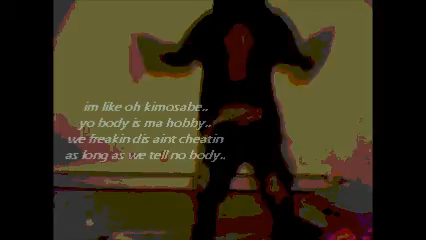 im like oh kimosabe..
yo body is ma hobby..
we freakin dis aint cheatin
as long as we tell no body..